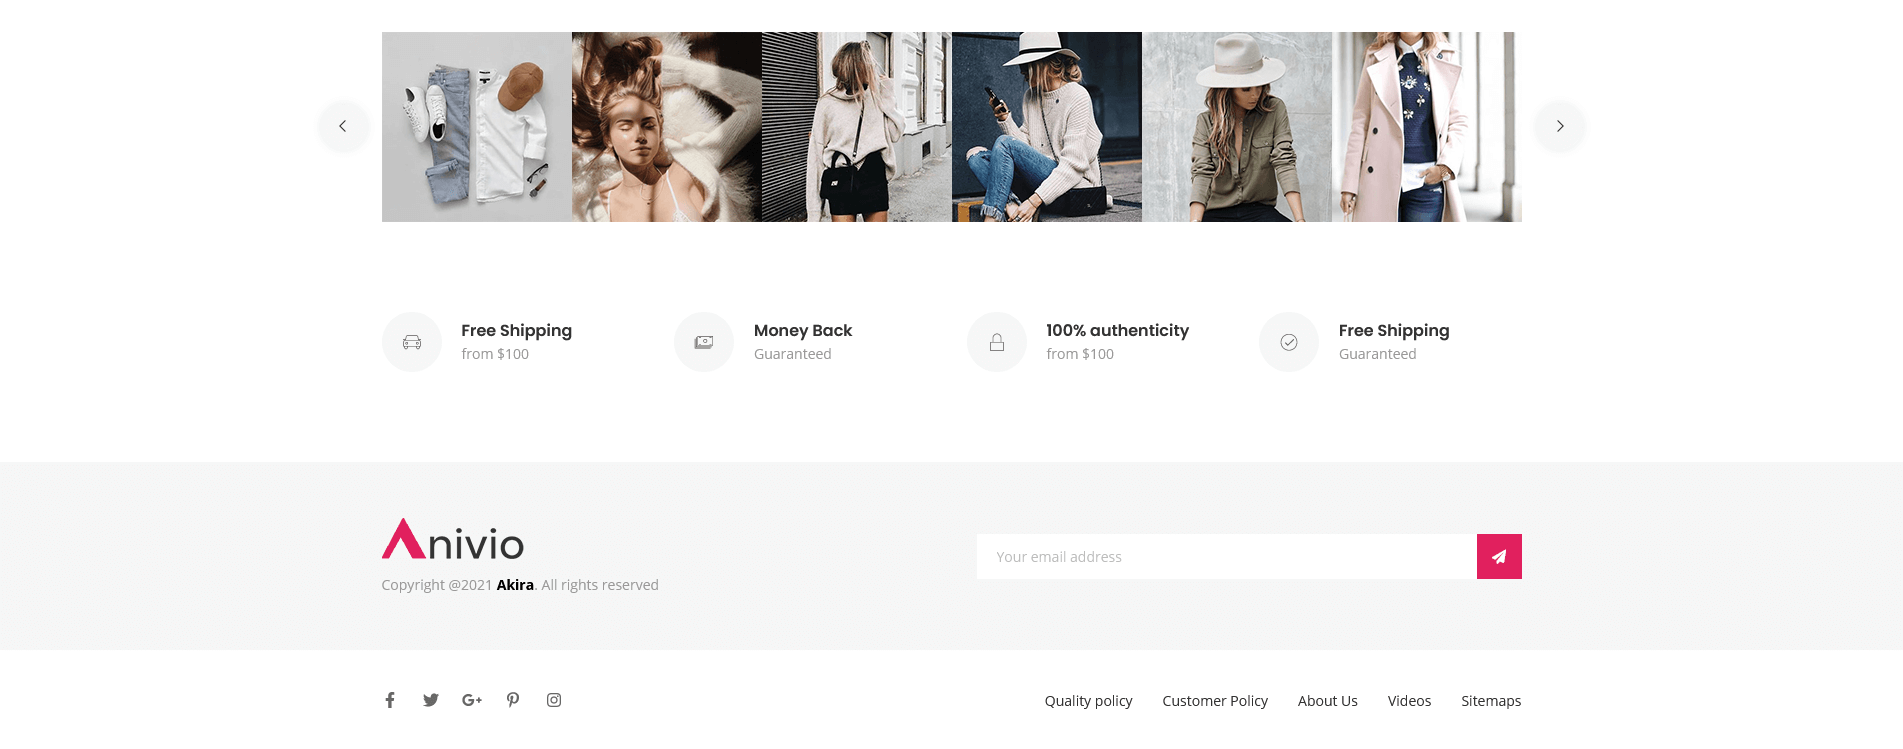 Free Shipping
from $100
Money Back
Guaranteed
100% authenticity
from $100
Free Shipping
Guaranteed
Anivio
Copyright @2021 Akira. All rights reserved
Your email address
Quality policy
Customer Policy
About Us
Videos
Sitemaps